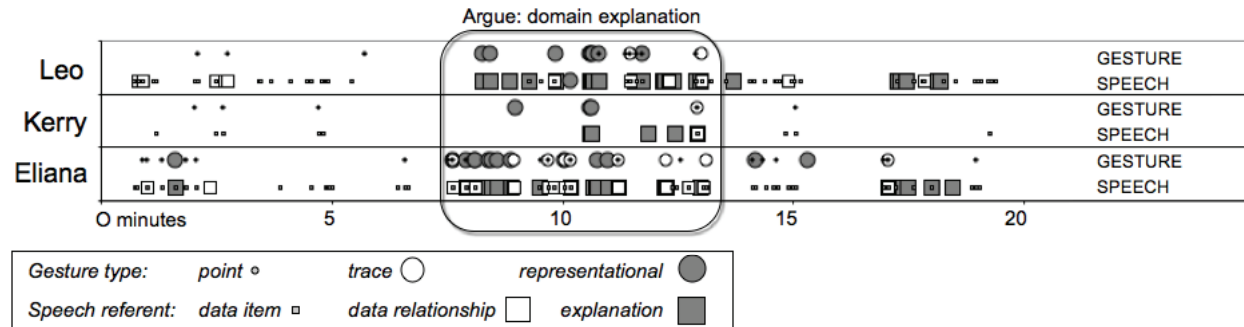 Argue: domain explanation
Leo
GESTURE
SPEECH
Kerry
GESTURE
SPEECH
Eliana
GESTURE
SPEECH
O minutes 5 10 15 20
Gesture type: point trace representational
Speech referent: data item data relationship explanation